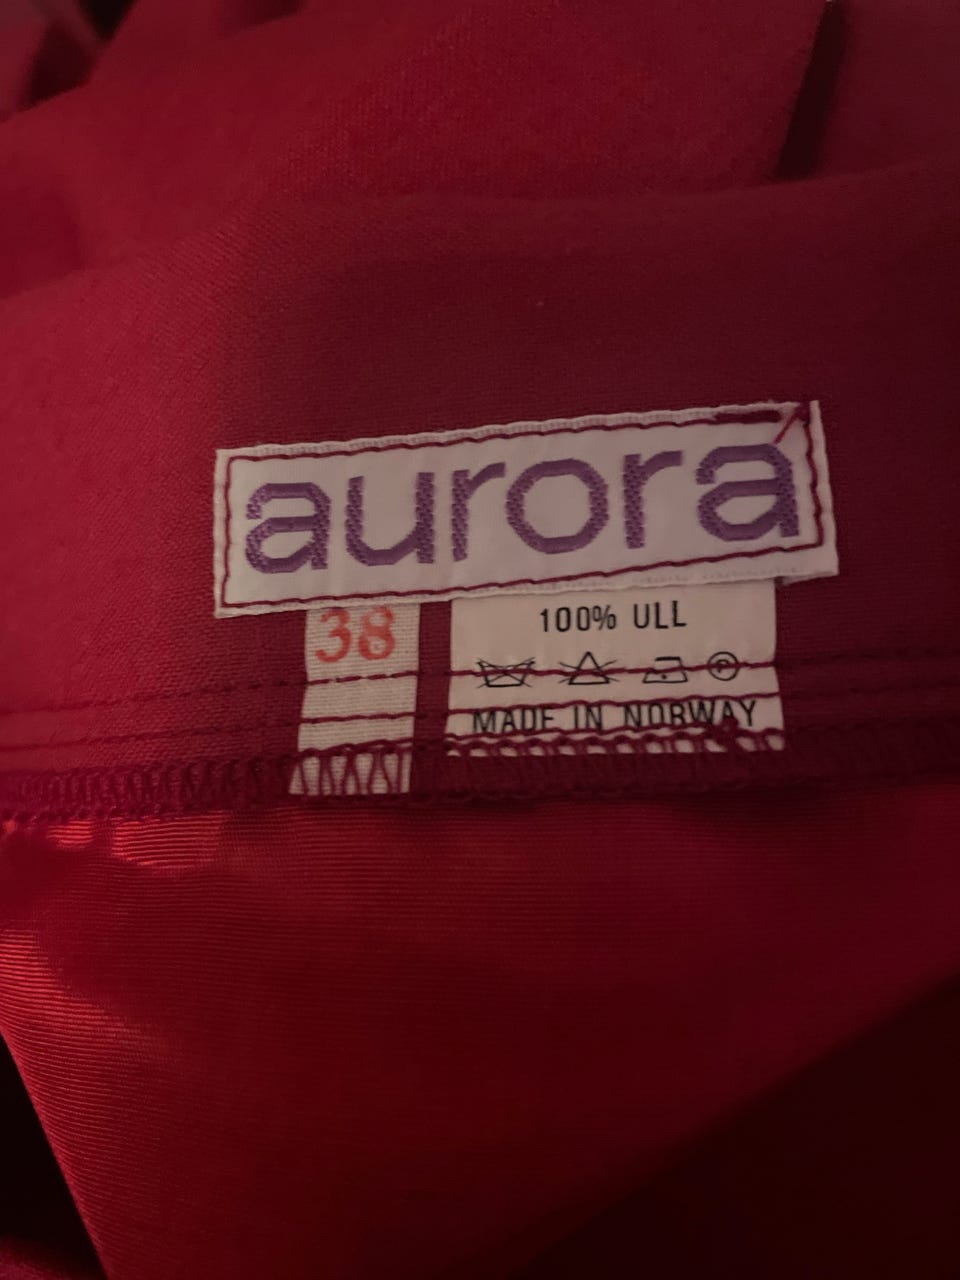 aurora
38
100% ULL
P
MADE IN NORWAY